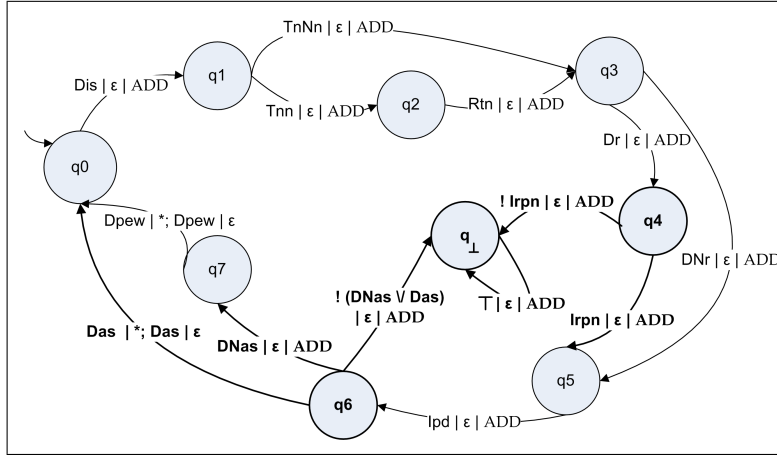 TnNn | ε | ADD
q1
q3
Dis | ε | ADD
Tnn | ε | ADD
q2
Rtn | ε | ADD
Dr | ε | ADD
q0
! Irpn | ε | ADD
q4
Dpew | *; Dpew | ε
q⊥
DNr | ε | ADD
q7
! (DNas \/ Das)
| ε | ADD
⊤ | ε | ADD
Irpn | ε | ADD
Das | *; Das | ε
DNas | ε | ADD
q5
q6
Ipd | ε | ADD